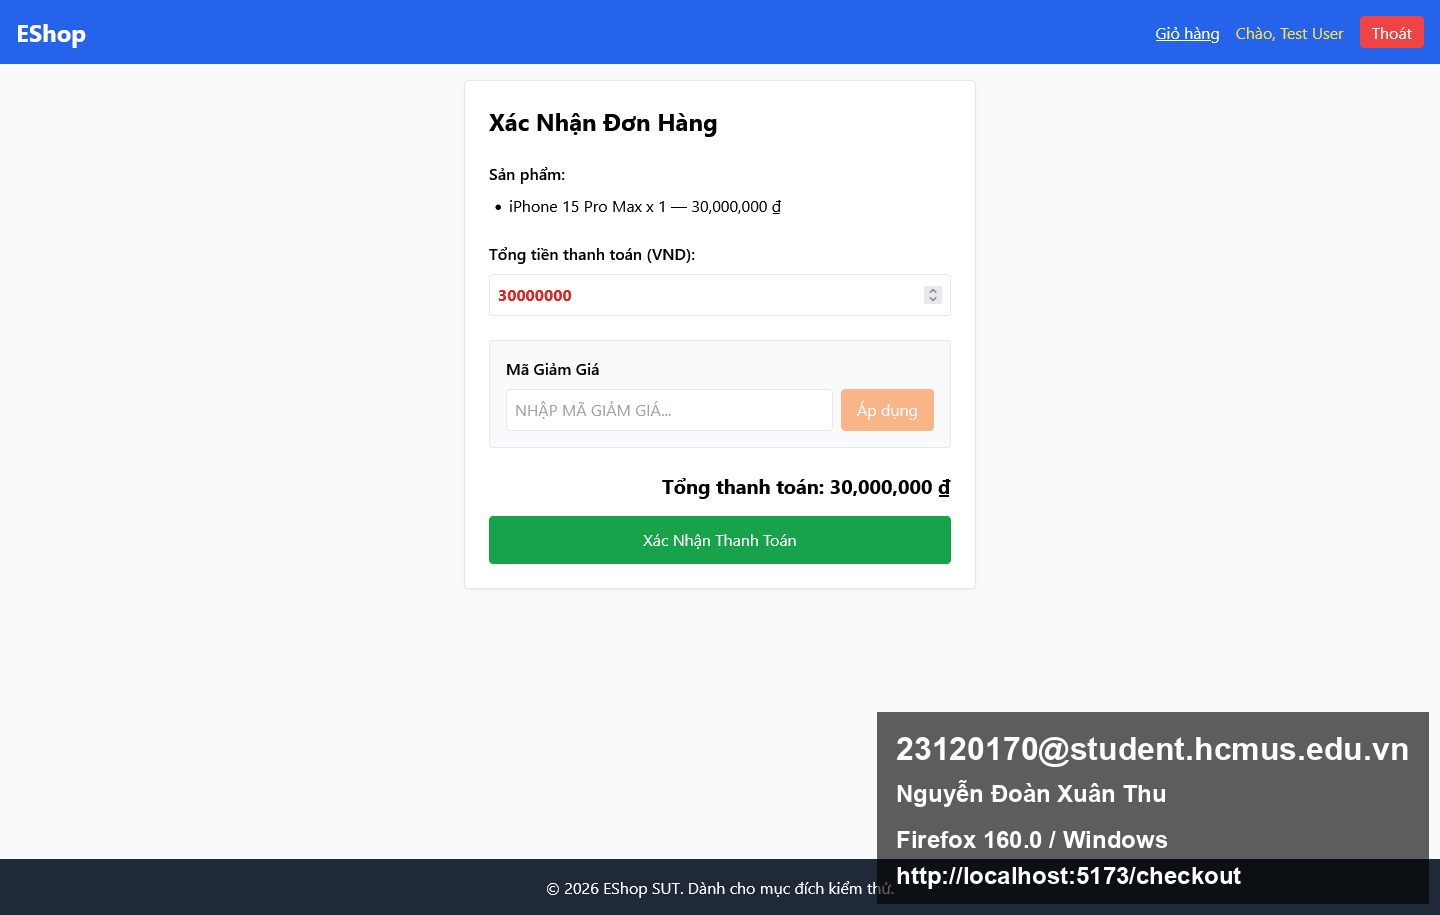 EShop
Giỏ hàng
Chào, Test User
Thoát
Xác Nhận Đơn Hàng
Sản phẩm:
• iPhone 15 Pro Max x 1 — 30,000,000 ₫
Tổng tiền thanh toán (VND):
30000000
Mã Giảm Giá
NHẬP MÃ GIẢM GIÁ...
Áp dụng
Tổng thanh toán: 30,000,000 ₫
Xác Nhận Thanh Toán
23120170@student.hcmus.edu.vn
Nguyễn Đoàn Xuân Thu
Firefox 160.0 / Windows
http://localhost:5173/checkout
© 2026 EShop SUT. Dành cho mục đích kiểm thử.